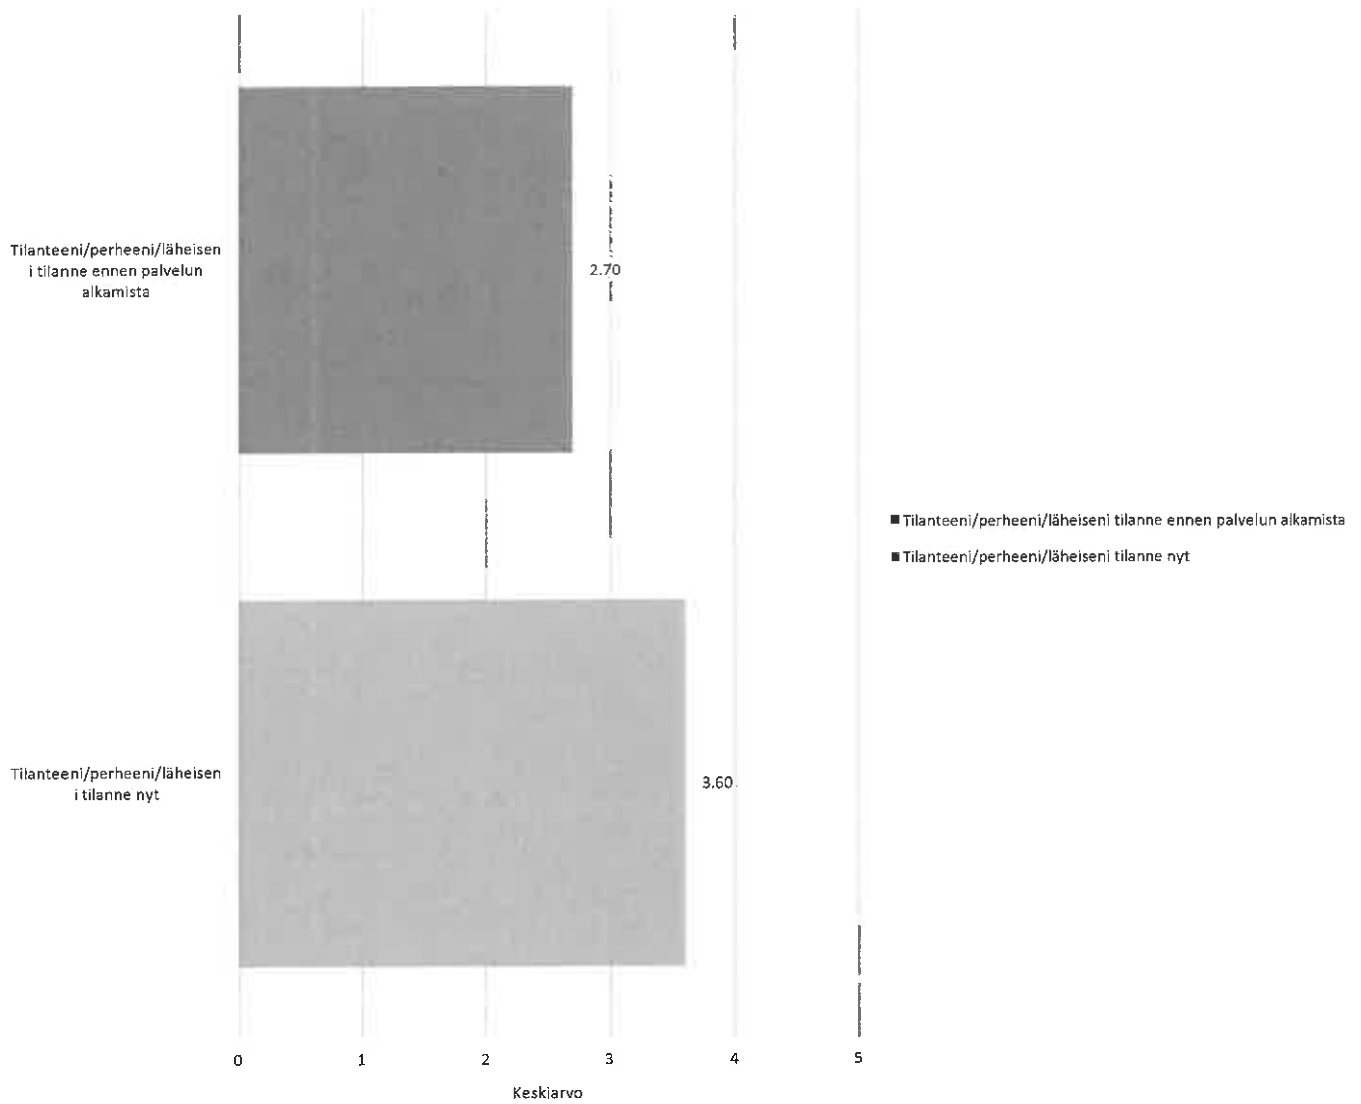 Tilanteeni/perheeni/läheisen
i tilanne ennen palvelun
alkamista
2.70
Tilanteeni/perheeni/läheiseni tilanne ennen palvelun alkamista
Tilanteeni/perheeni/läheiseni tilanne nyt
Tilanteeni/perheeni/läheisen
i tilanne nyt
3.60
0 1 2 3 4 5
Keskiarvo